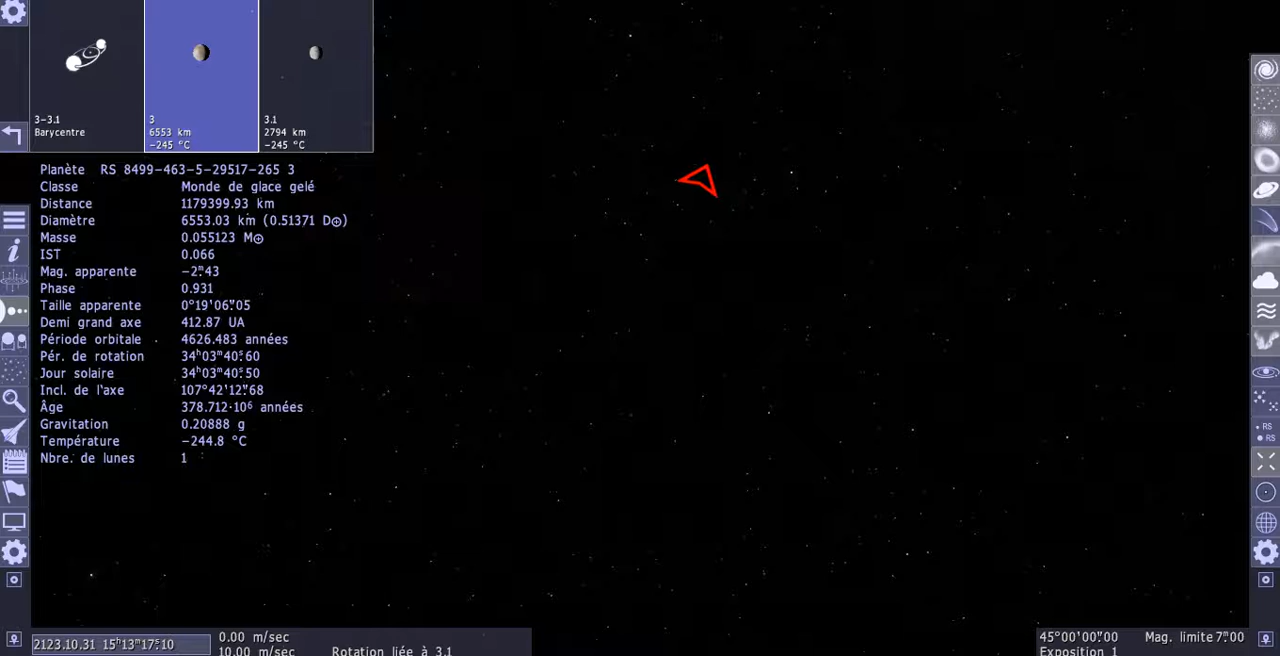 3-3.1
Barycentre
3
6553 km
-245 °C
3.1
2794 km
-245 °C
Planète RS 8499-463-5-29517-265 3
Classe Monde de glace gelé
Distance 1179399.93 km
Diamètre 6553.03 km (0.51371 D⊕)
Masse 0.055123 M⊕
IST 0.066
Mag. apparente -2ᵐ.43
Phase 0.931
Taille apparente 0°19'06".05
Demi grand axe 412.87 UA
Période orbitale 4626.483 années
Pér. de rotation 34ʰ03ᵐ40ˢ.60
Jour solaire 34ʰ03ᵐ40ˢ.50
Incl. de l'axe 107°42'12".68
Âge 378.712·10⁶ années
Gravitation 0.20888 g
Température -244.8 °C
Nbre. de lunes 1
RS
RS
2123.10.31 15ʰ13ᵐ17ˢ.10
0.00 m/sec
10.00 m/sec
Rotation liée à 3.1
45°00'00".00 Mag. limite 7ᵐ.00
Exposition 1